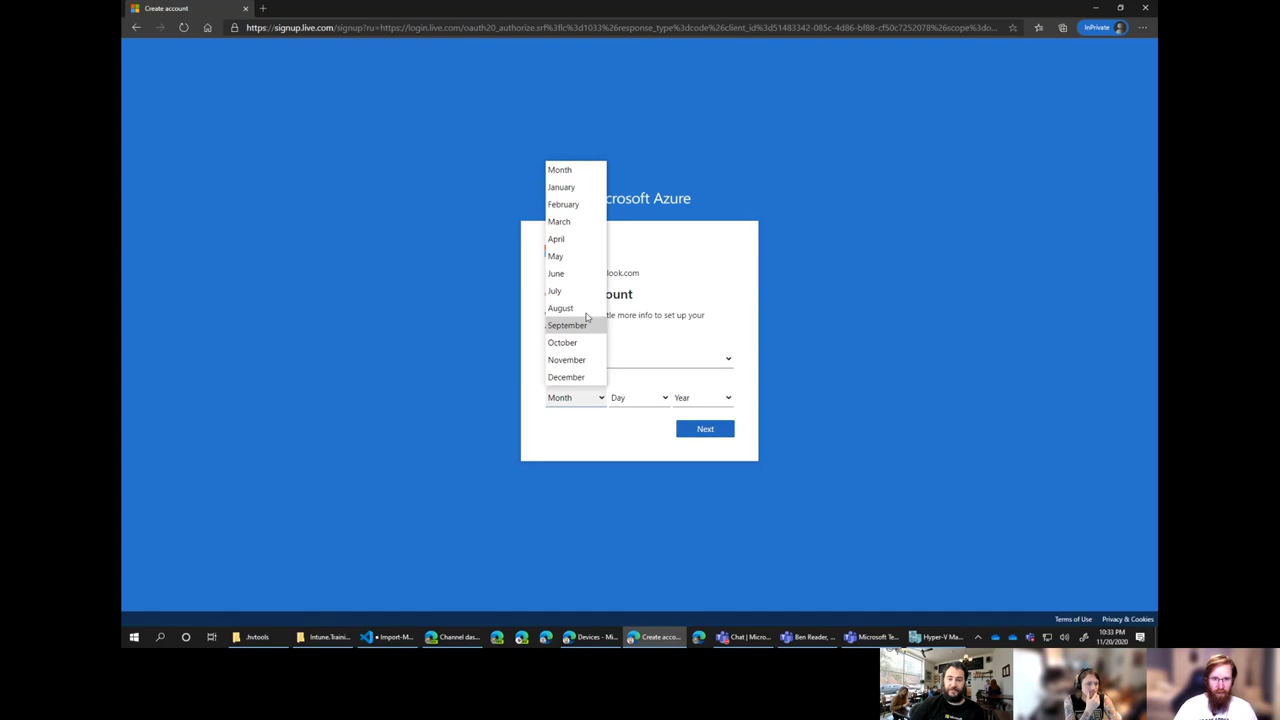 Create account
https://signup.live.com/signup?ru=https://login.live.com/oauth20_authorize.srf%3flc%3d1033%26response_type%3dcode%26client_id%3d51483342-085c-4d86-bf88-cf50c7252078%26scope%3do...
InPrivate
Month
January
February
March
April
May
June
July
August
September
October
November
December
crosoft Azure
look.com
ount
tle more info to set up your
Month
Day
Year
Next
Terms of Use
Privacy & Cookies
.hvtools
Intune.Traini...
Import-M...
Channel das...
Devices - Mi...
Create acco...
Chat | Micro...
Ben Reader, ...
Microsoft Te...
Hyper-V Ma...
10:33 PM
11/20/2020